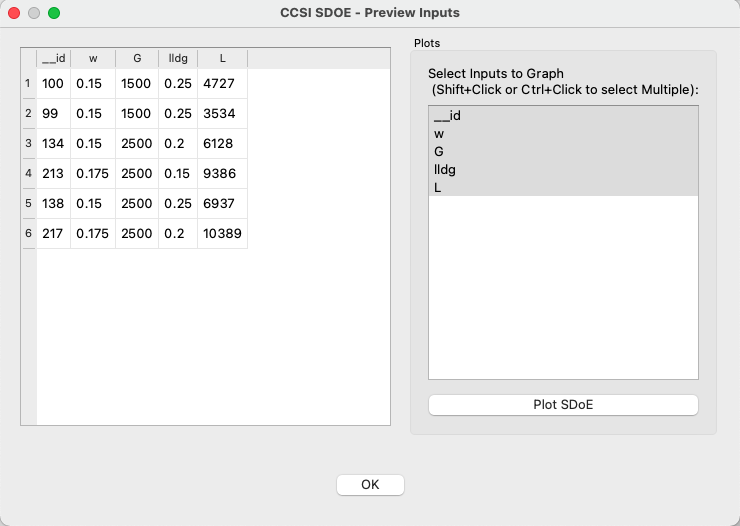 CCSI SDOE - Preview Inputs
Plots
__id w G lldg L
1 100 0.15 1500 0.25 4727
2 99 0.15 1500 0.25 3534
3 134 0.15 2500 0.2 6128
4 213 0.175 2500 0.15 9386
5 138 0.15 2500 0.25 6937
6 217 0.175 2500 0.2 10389
Select Inputs to Graph
(Shift+Click or Ctrl+Click to select Multiple):
__id
w
G
lldg
L
Plot SDoE
OK